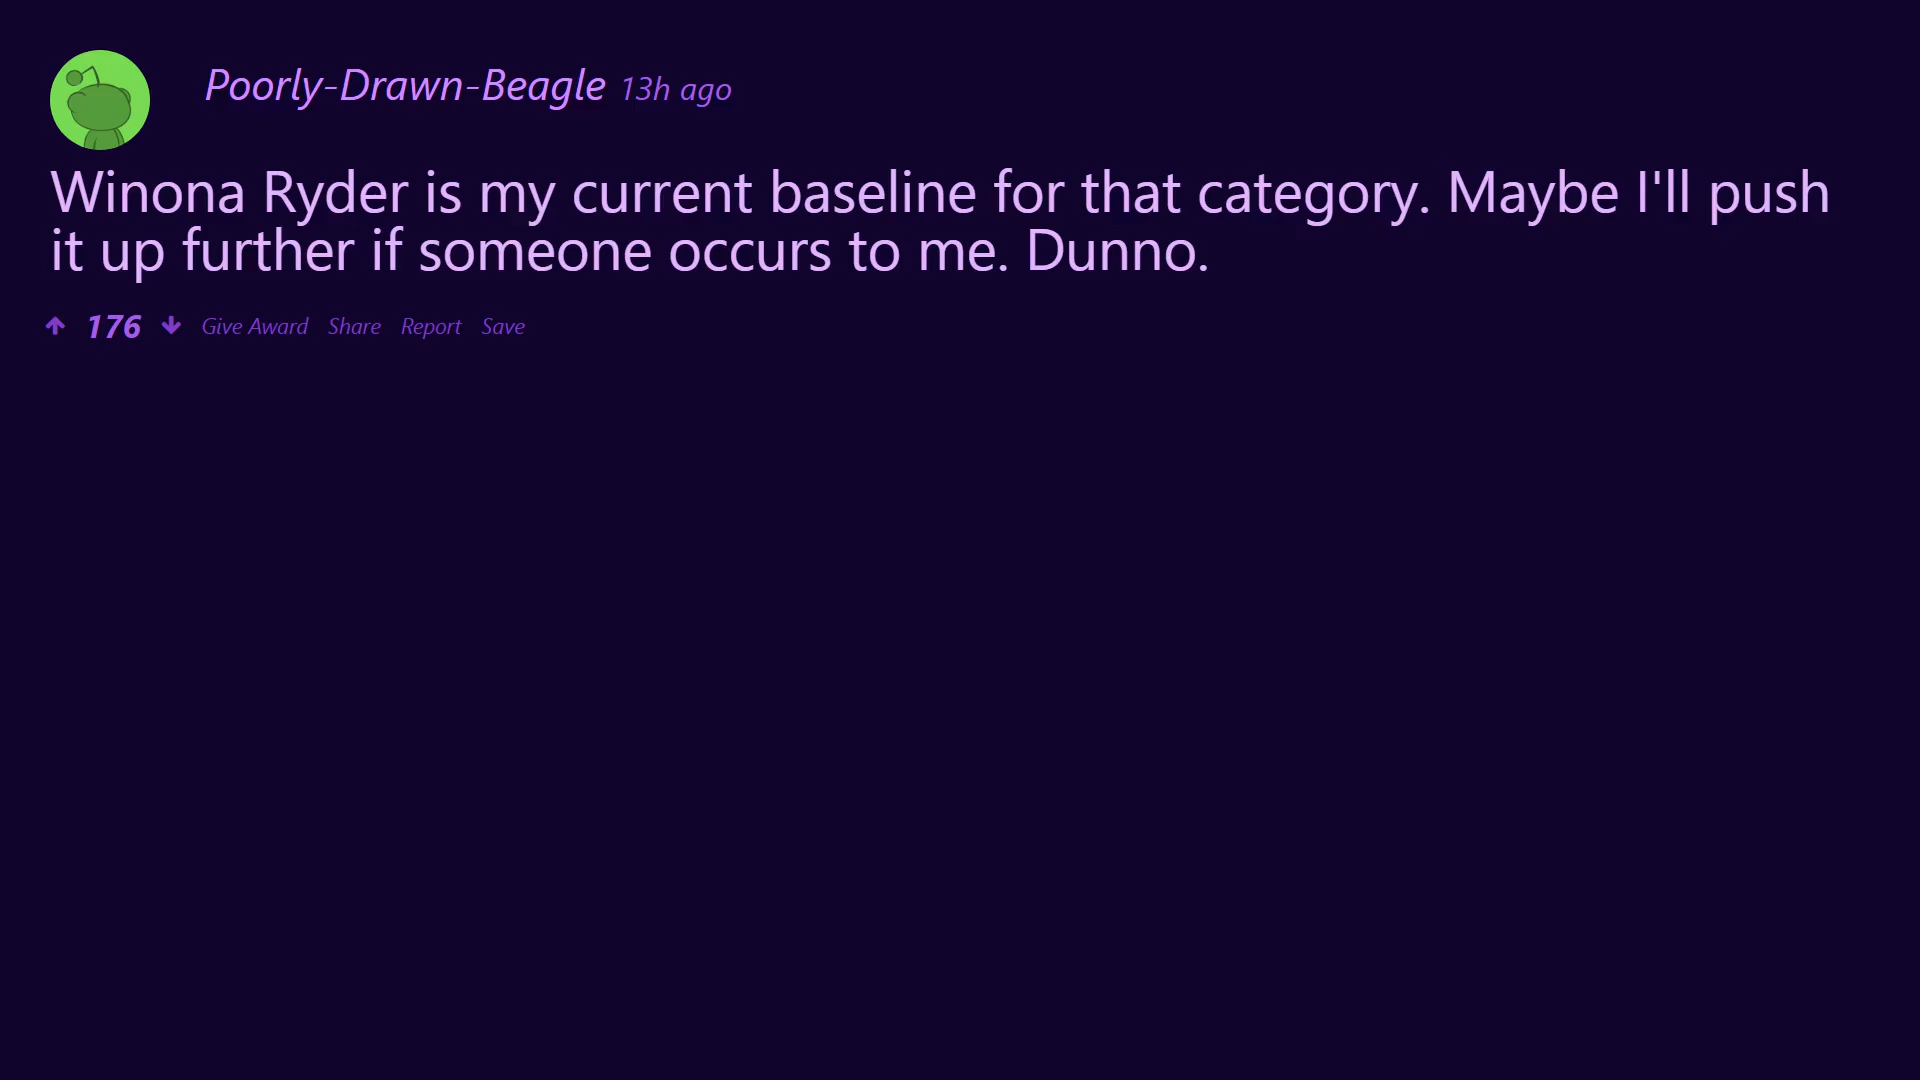 Poorly-Drawn-Beagle 13h ago
Winona Ryder is my current baseline for that category. Maybe I'll push
it up further if someone occurs to me. Dunno.
176 Give Award Share Report Save